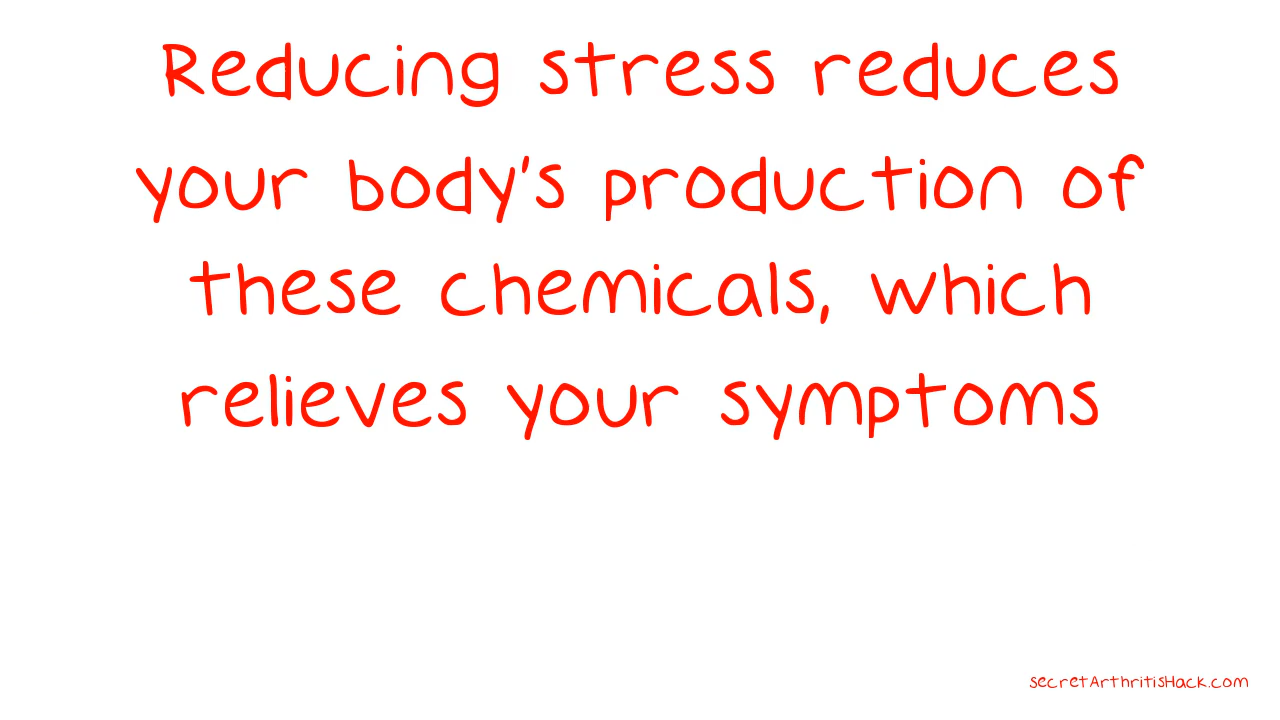 Reducing stress reduces
your body's production of
these chemicals, which
relieves your symptoms
secretArthritisHack.com